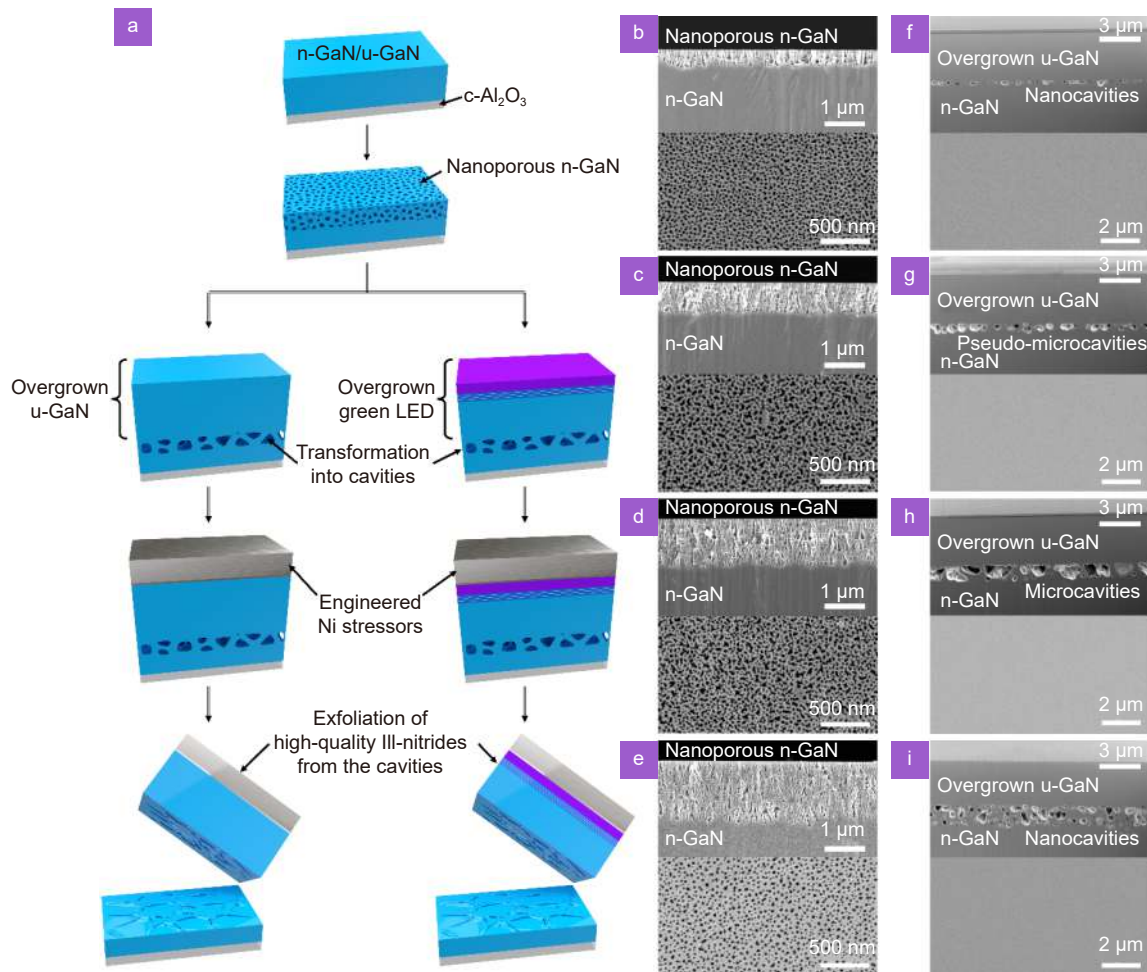 a
n-GaN/u-GaN
c-Al₂O₃
Nanoporous n-GaN
Overgrown
u-GaN
Overgrown
green LED
Transformation
into cavities
Engineered
Ni stressors
Exfoliation of
high-quality III-nitrides
from the cavities
b
Nanoporous n-GaN
n-GaN
1 µm
500 nm
c
Nanoporous n-GaN
n-GaN
1 µm
500 nm
d
Nanoporous n-GaN
n-GaN
1 µm
500 nm
e
Nanoporous n-GaN
n-GaN
1 µm
500 nm
f
3 µm
Overgrown u-GaN
Nanocavities
n-GaN
2 µm
g
3 µm
Overgrown u-GaN
Pseudo-microcavities
n-GaN
2 µm
h
3 µm
Overgrown u-GaN
n-GaN
Microcavities
2 µm
i
3 µm
Overgrown u-GaN
n-GaN
Nanocavities
2 µm